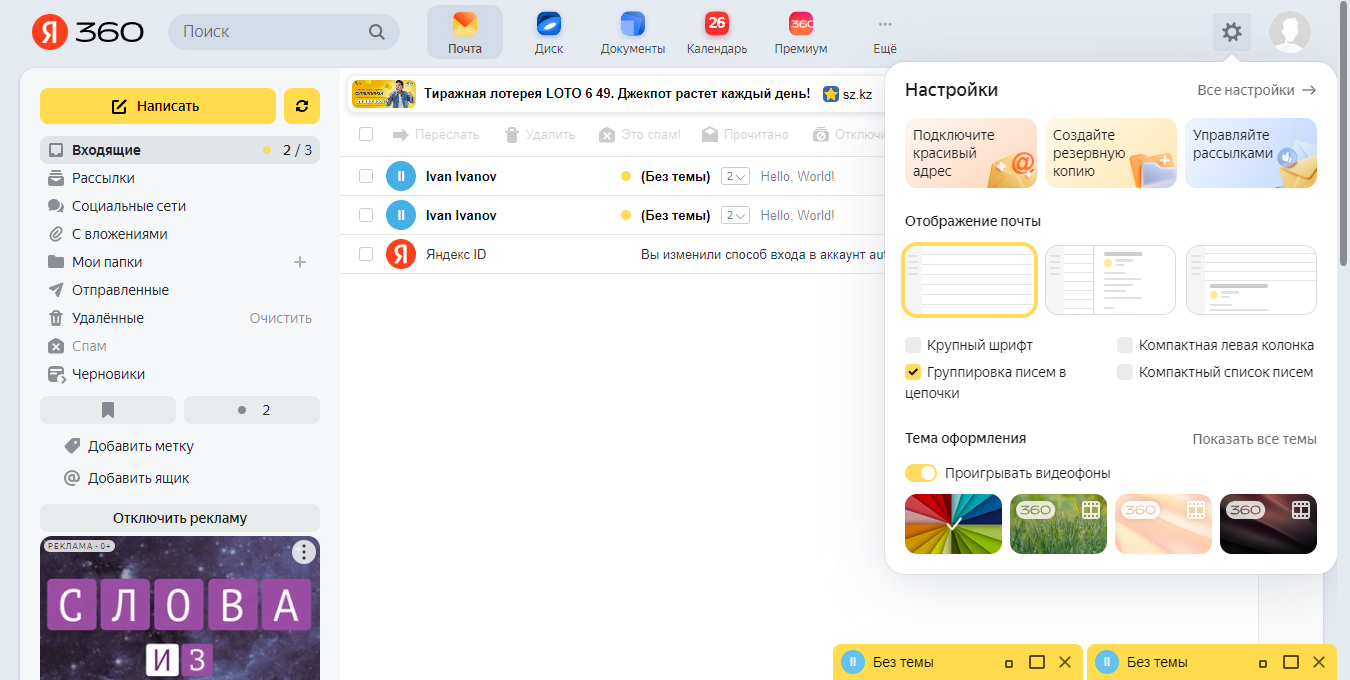 Я 360
Поиск
Почта
Диск
Документы
26
Календарь
360
Премиум
Ещё
Написать
Входящие 2 / 3
Рассылки
Социальные сети
С вложениями
Мои папки
Отправленные
Удалённые Очистить
Спам
Черновики
2
Добавить метку
Добавить ящик
Отключить рекламу
РЕКЛАМА • 0+
СЛОВА
ИЗ
Тиражная лотерея LOTO 6 49. Джекпот растет каждый день! sz.kz
Переслать Удалить Это спам! Прочитано
II Ivan Ivanov (Без темы) 2 Hello, World!
II Ivan Ivanov (Без темы) 2 Hello, World!
Я Яндекс ID Вы изменили способ входа в аккаунт
Настройки Все настройки
Подключите
красивый
адрес
Создайте
резервную
копию
Управляйте
рассылками
Отображение почты
Крупный шрифт
Компактная левая колонка
Группировка писем в
цепочки
Компактный список писем
Тема оформления Показать все темы
Проигрывать видеофоны
360 360 360
II Без темы
II Без темы